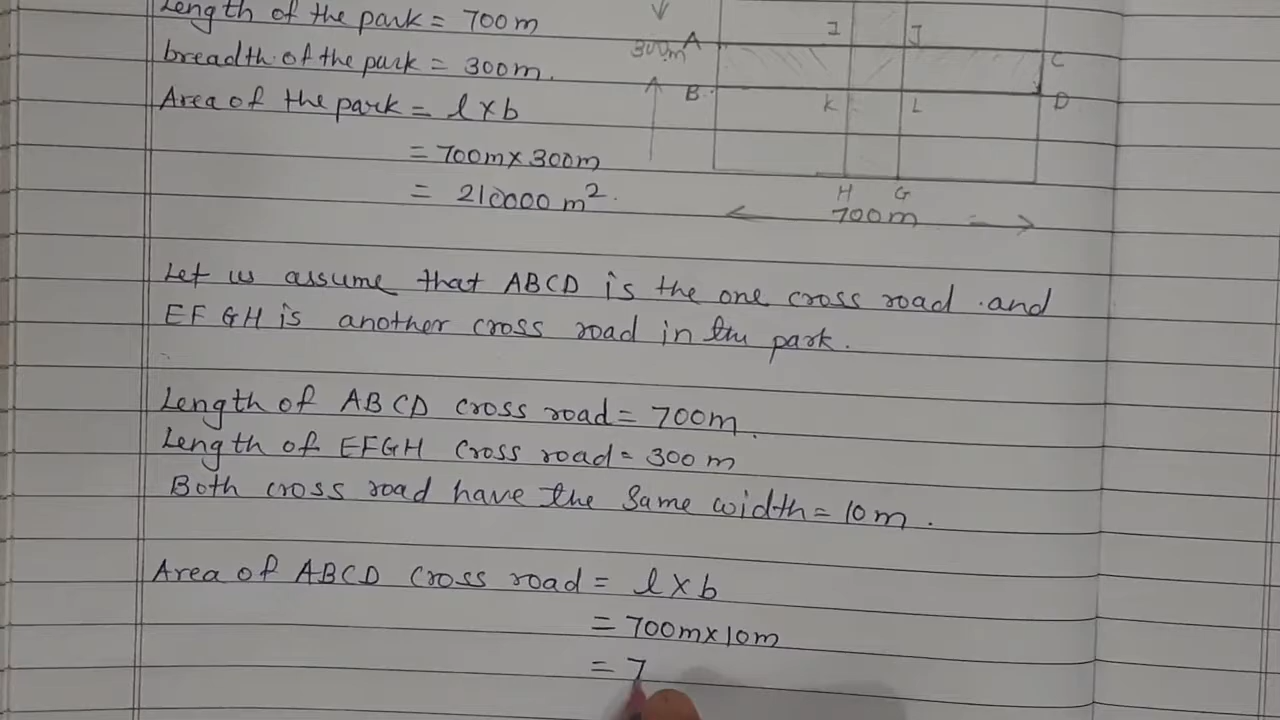 Length of the park = 700m
breadth of the park = 300m.
Area of the park = l x b
= 700m x 300m
= 210000 m².
300m
A
B
I
J
C
D
K
L
H
G
700m
Let us assume that ABCD is the one cross road and
EFGH is another cross road in the park.
Length of ABCD cross road = 700m.
Length of EFGH cross road = 300 m
Both cross road have the same width = 10m.
Area of ABCD cross road = l x b
= 700m x 10m
= 7